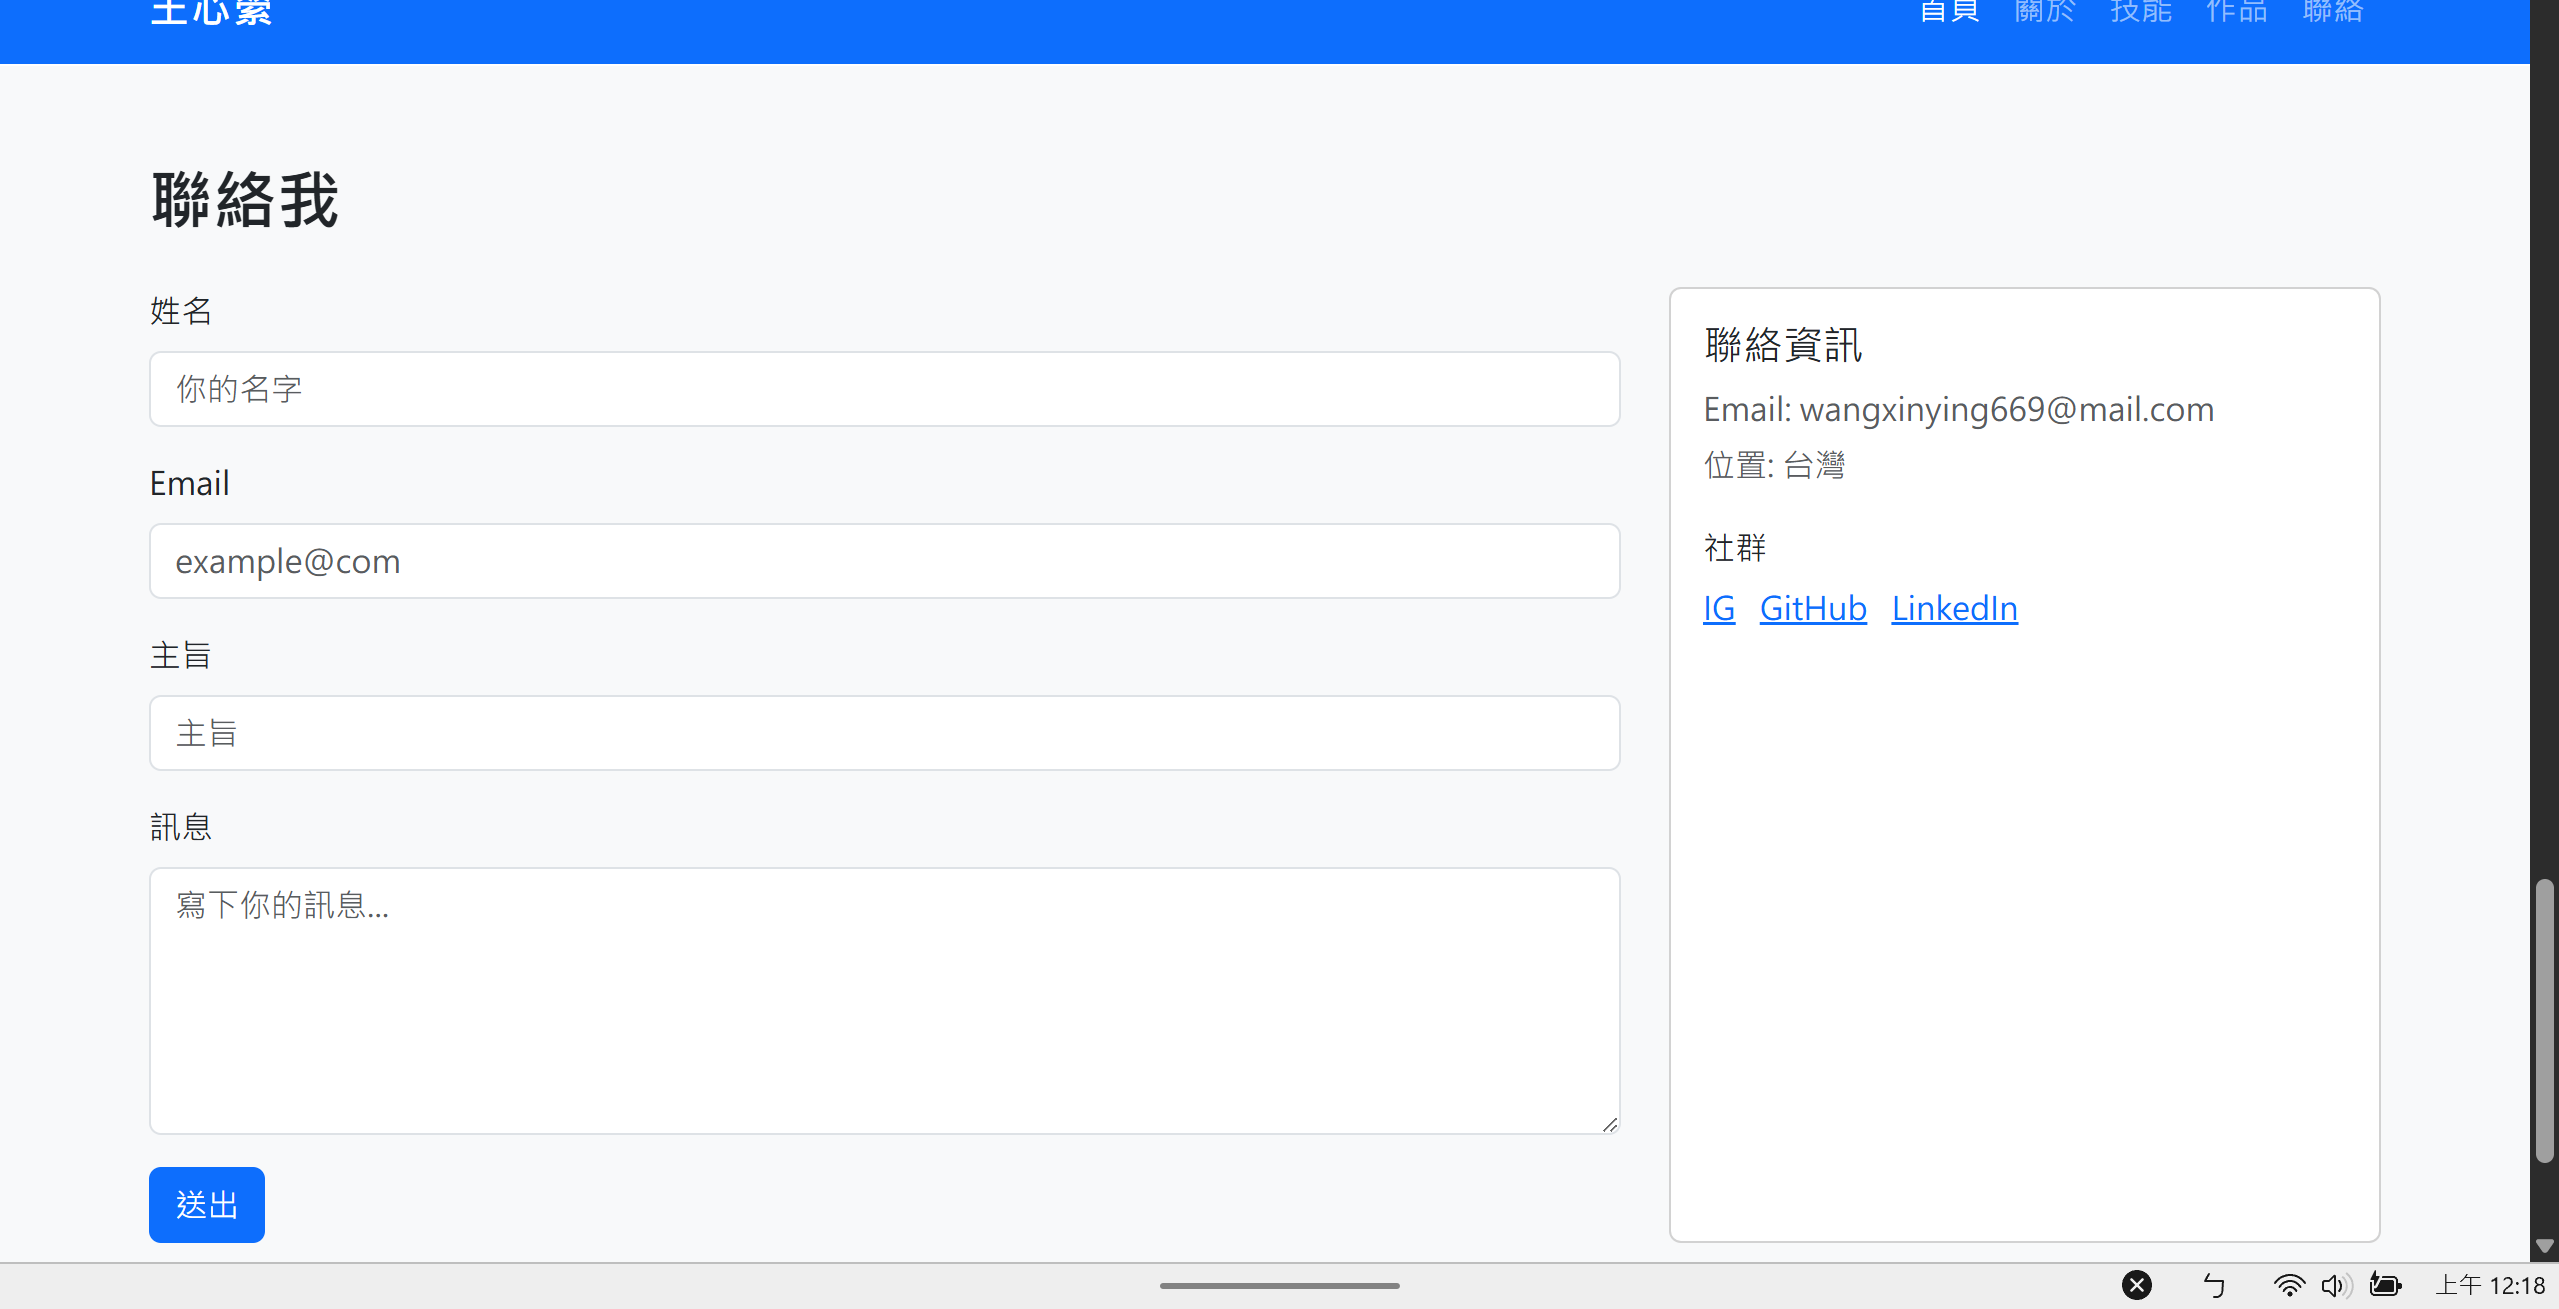 王心縈
首頁 關於 技能 作品 聯絡
聯絡我
姓名
你的名字
Email
example@com
主旨
主旨
訊息
寫下你的訊息...
送出
聯絡資訊
Email: wangxinying669@mail.com
位置: 台灣
社群
IG GitHub LinkedIn
ㄅ
上午 12:18